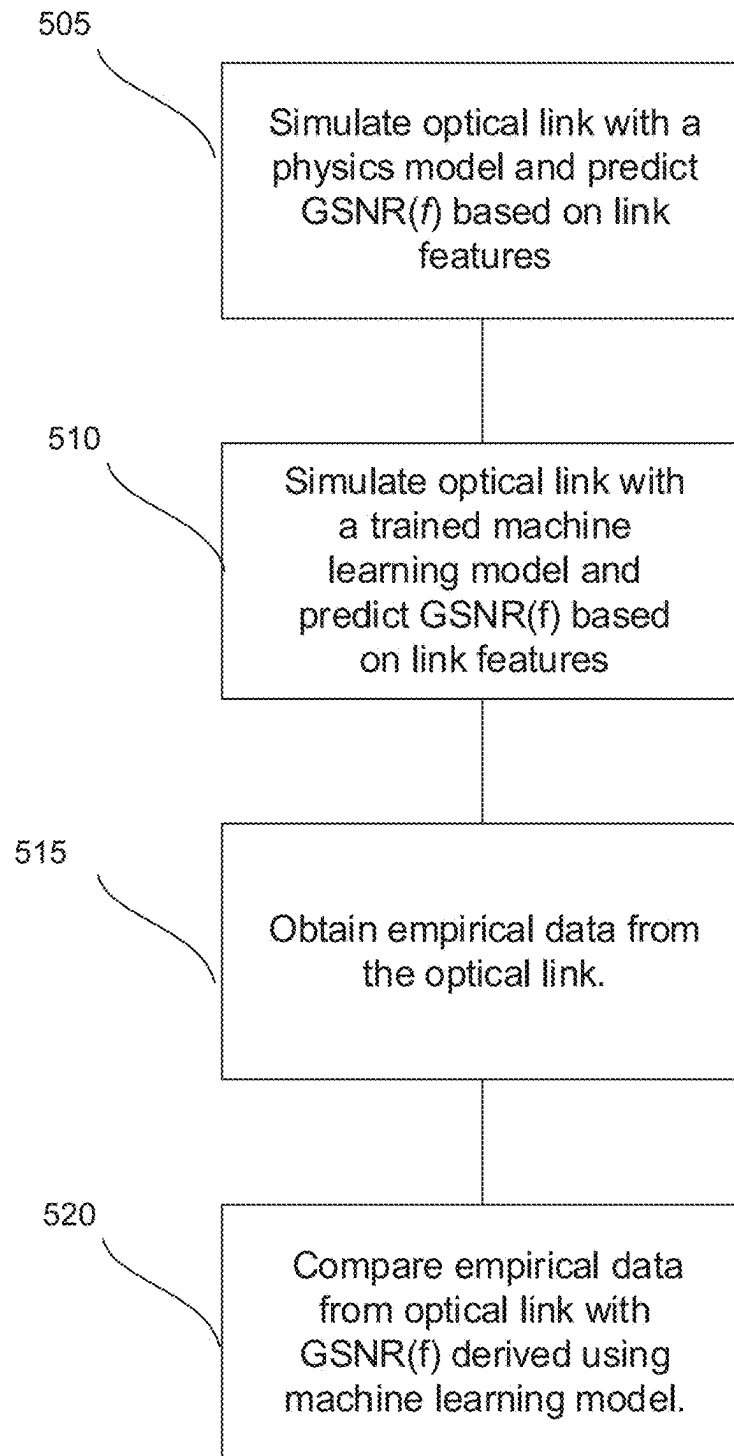 505
Simulate optical link with a
physics model and predict
GSNR(f) based on link
features
510
Simulate optical link with
a trained machine
learning model and
predict GSNR(f) based
on link features
515
Obtain empirical data from
the optical link.
520
Compare empirical data
from optical link with
GSNR(f) derived using
machine learning model.